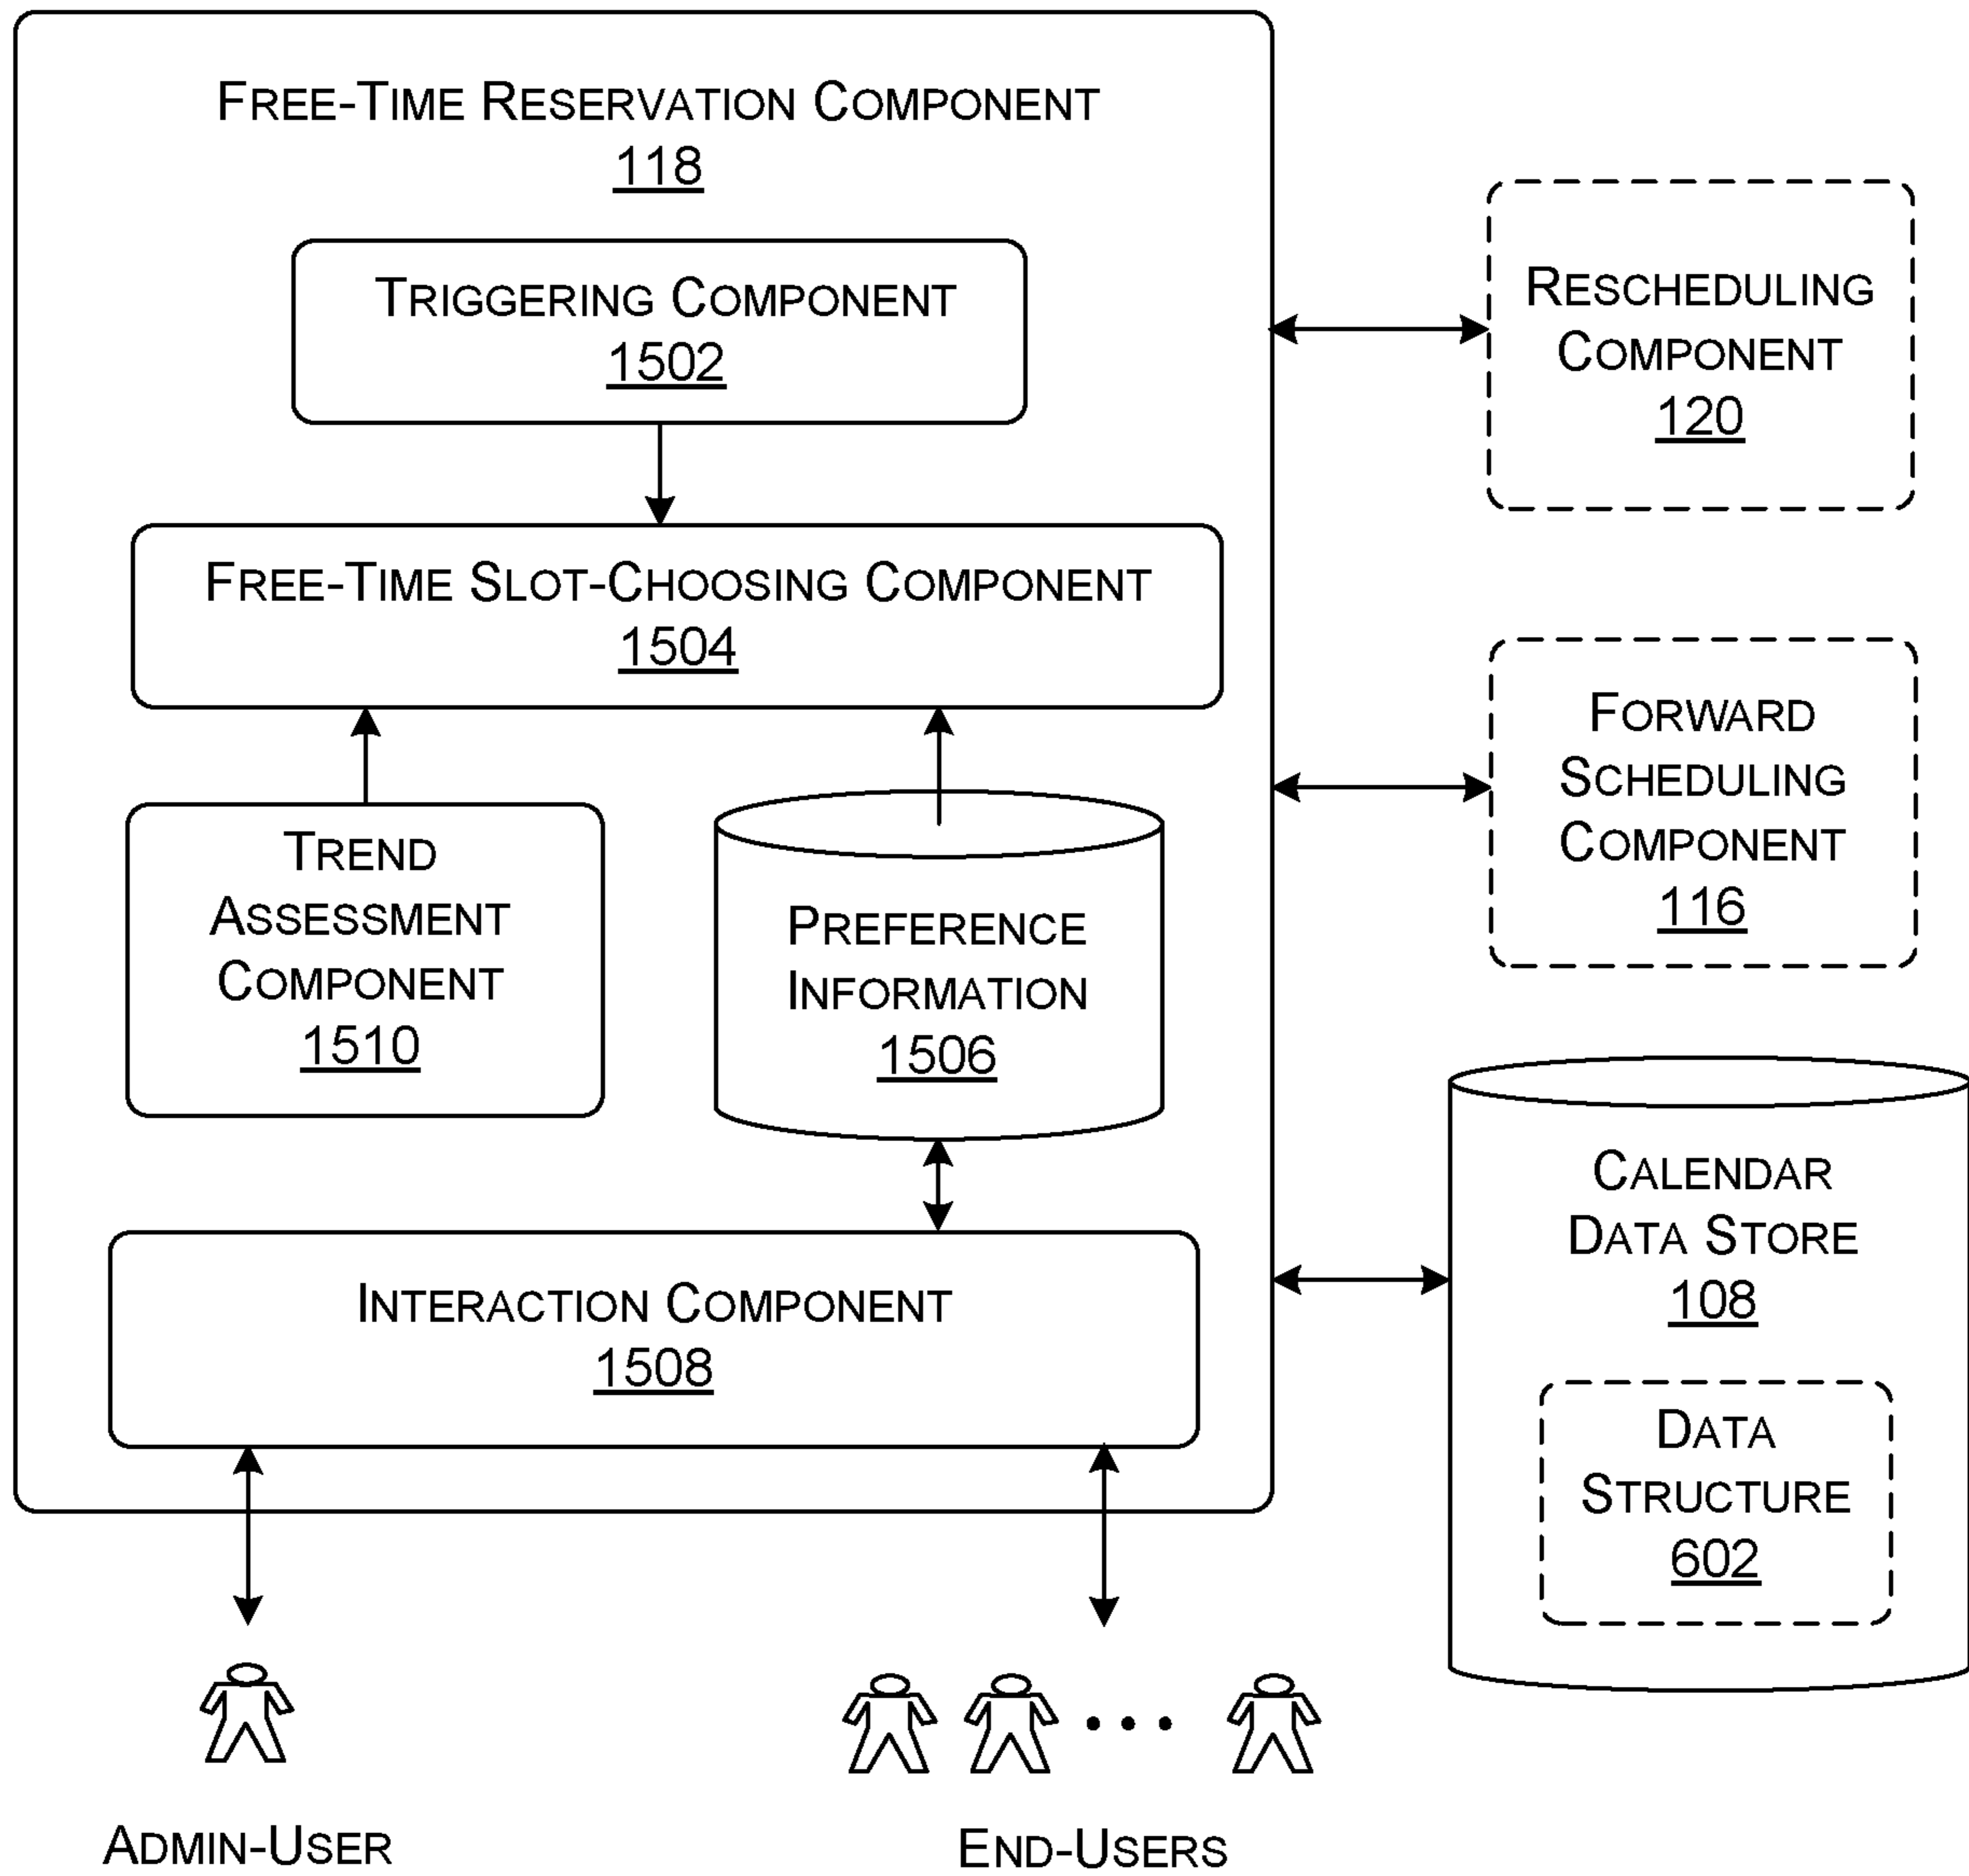 FREE-TIME RESERVATION COMPONENT
118
TRIGGERING COMPONENT
1502
FREE-TIME SLOT-CHOOSING COMPONENT
1504
TREND
ASSESSMENT
COMPONENT
1510
PREFERENCE
INFORMATION
1506
INTERACTION COMPONENT
1508
RESCHEDULING
COMPONENT
120
FORWARD
SCHEDULING
COMPONENT
116
CALENDAR
DATA STORE
108
DATA
STRUCTURE
602
ADMIN-USER
END-USERS